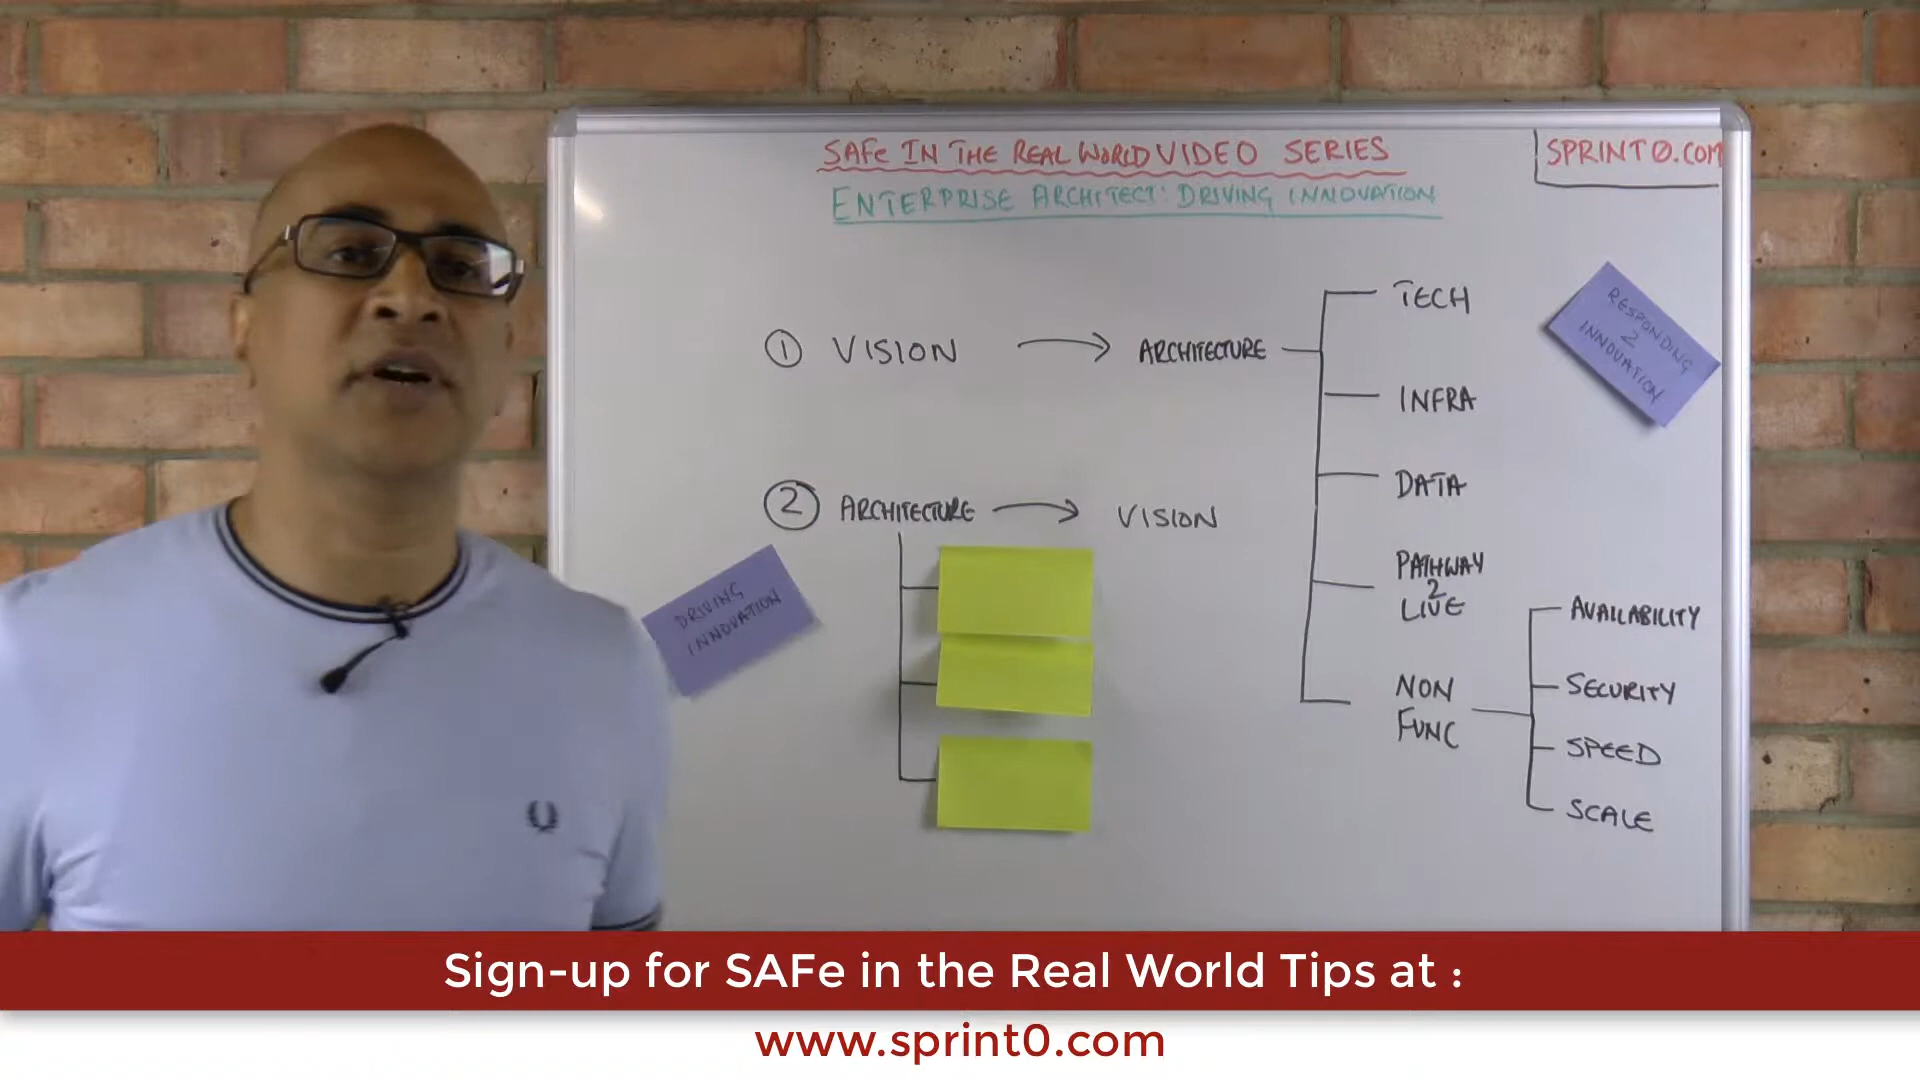 SAFe IN THE REAL WORLD VIDEO SERIES
SPRINT0.COM
ENTERPRISE ARCHITECT: DRIVING INNOVATION
① VISION → ARCHITECTURE
TECH
INFRA
DATA
PATHWAY
2
LIVE
NON
FUNC
AVAILABILITY
SECURITY
SPEED
SCALE
RESPONDING
2
INNOVATION
② ARCHITECTURE → VISION
DRIVING
INNOVATION
Sign-up for SAFe in the Real World Tips at :
www.sprint0.com